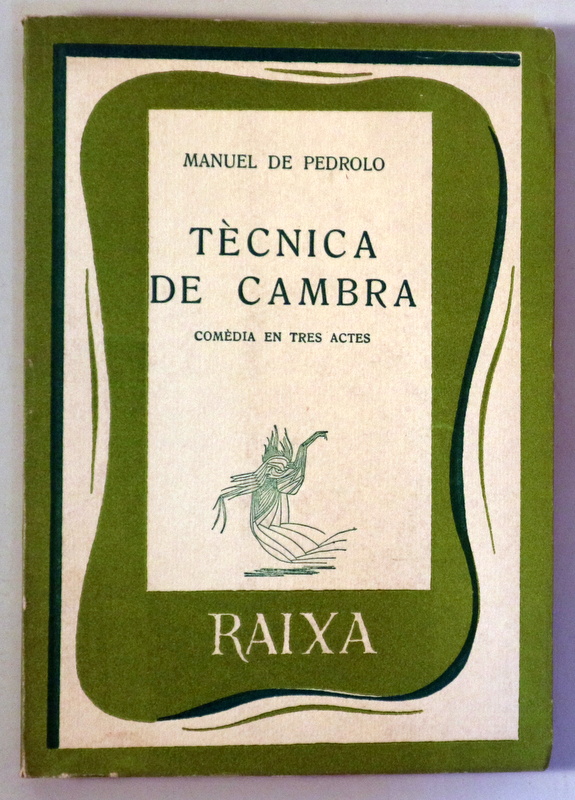 MANUEL DE PEDROLO
TÈCNICA
DE CAMBRA
COMÈDIA EN TRES ACTES
RAIXA